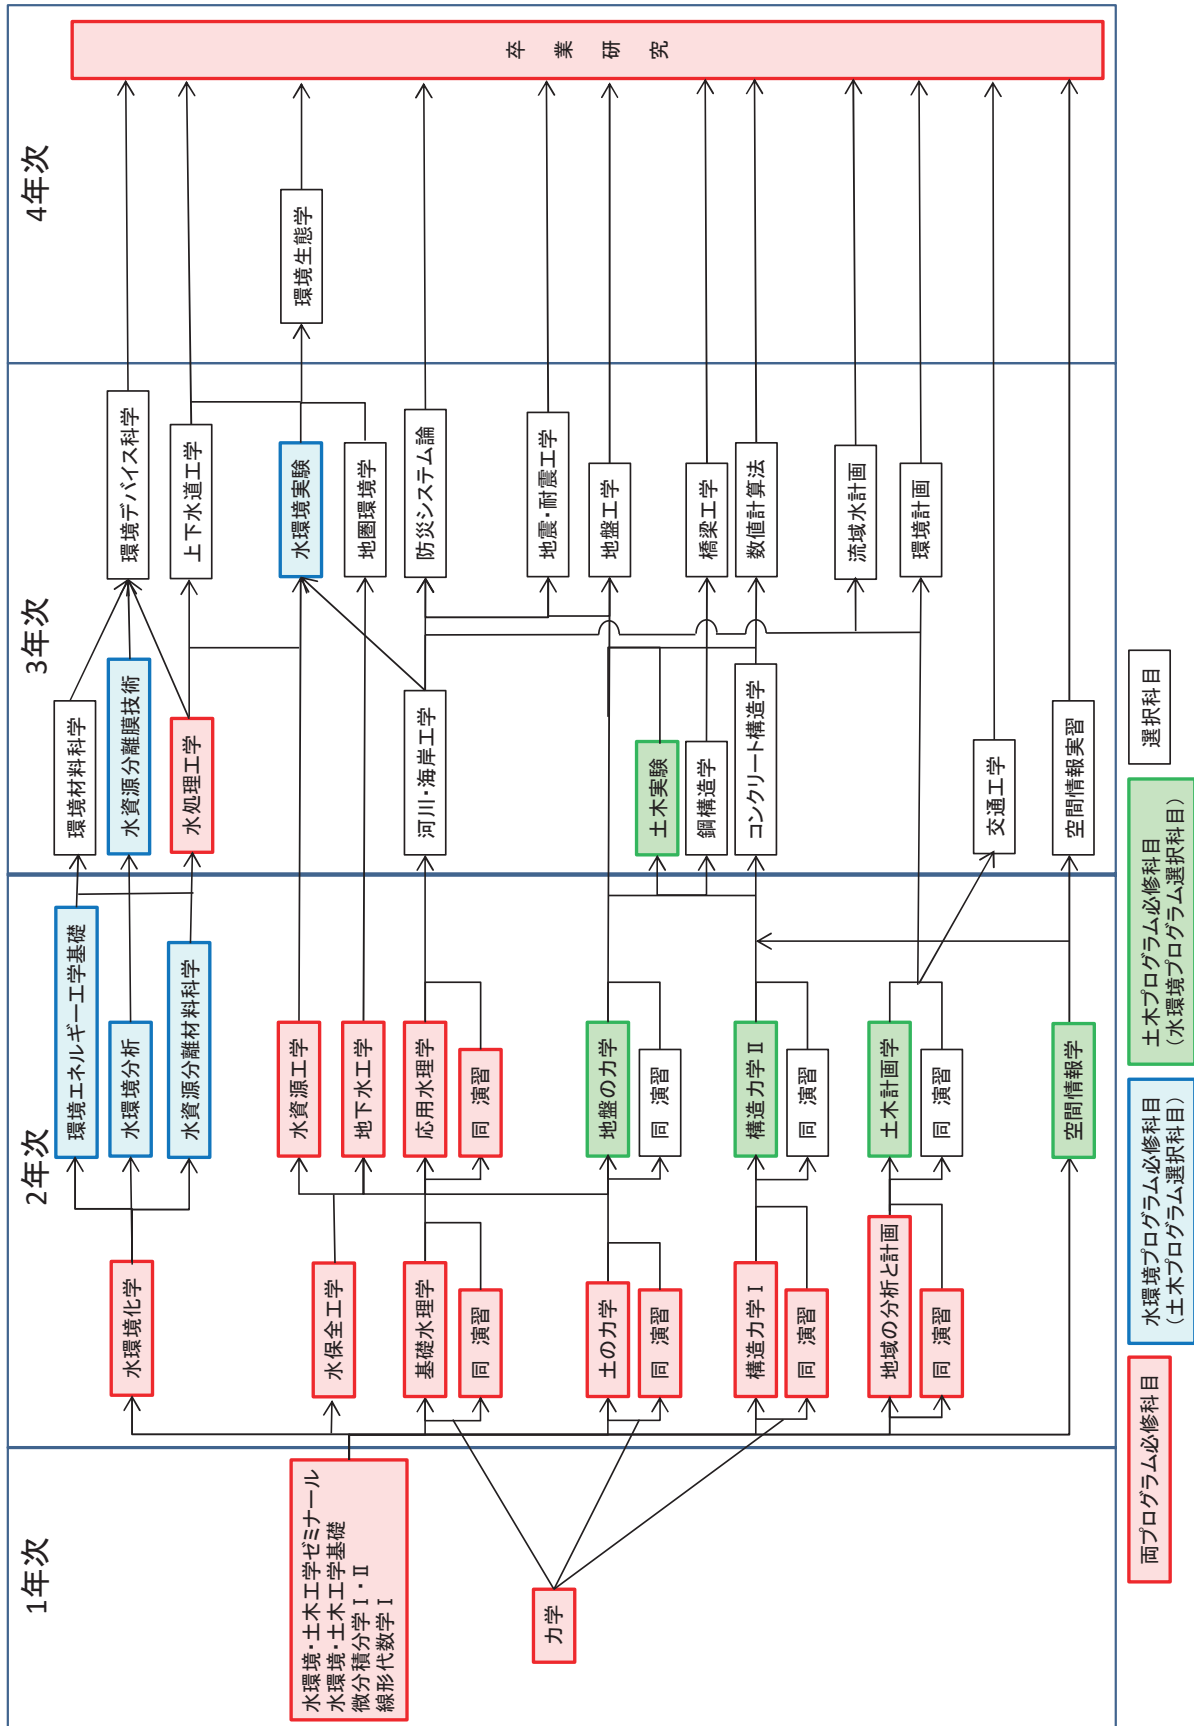 1年次
水環境・土木工学ゼミナール
水環境・土木工学基礎
微分積分学Ⅰ・Ⅱ
線形代数学Ⅰ
力学
2年次
水環境化学
水保全工学
基礎水理学
同 演習
土の力学
同 演習
構造力学Ⅰ
同 演習
地域の分析と計画
同 演習
環境エネルギー工学基礎
水環境分析
水資源分離材料科学
水資源工学
地下水工学
応用水理学
同 演習
地盤の力学
同 演習
構造力学Ⅱ
同 演習
土木計画学
同 演習
空間情報学
3年次
環境材料科学
水資源分離膜技術
水処理工学
河川・海岸工学
土木実験
鋼構造学
コンクリート構造学
交通工学
空間情報実習
環境デバイス科学
上下水道工学
水環境実験
地圏環境学
防災システム論
地震・耐震工学
地盤工学
橋梁工学
数値計算法
流域水計画
環境計画
4年次
環境生態学
卒 業 研 究
両プログラム必修科目
水環境プログラム必修科目
（土木プログラム選択科目）
土木プログラム必修科目
（水環境プログラム選択科目）
選択科目